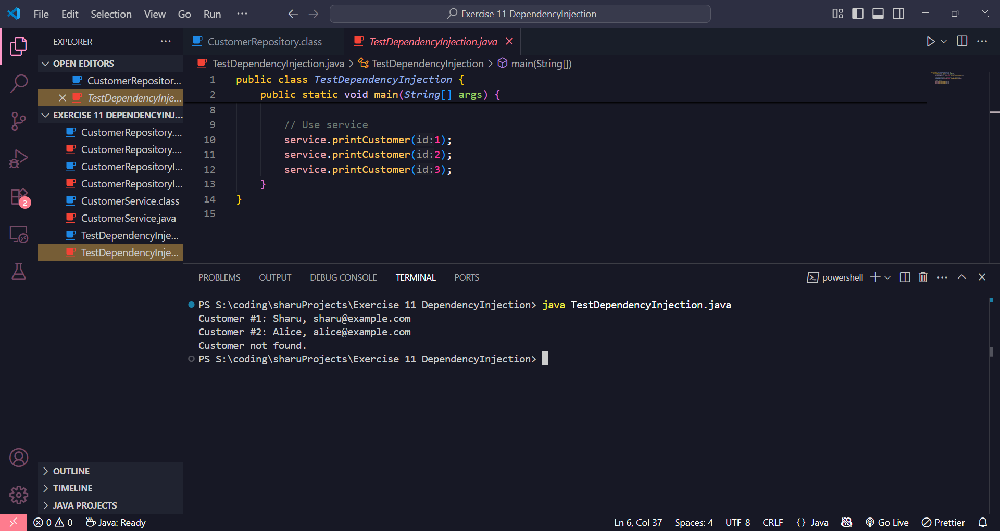 File Edit Selection View Go Run ···
Exercise 11 DependencyInjection
EXPLORER
OPEN EDITORS
CustomerRepositor...
TestDependencyInje...
EXERCISE 11 DEPENDENCYINJ...
CustomerRepository....
CustomerRepository....
CustomerRepositoryI...
CustomerRepositoryI...
CustomerService.class
CustomerService.java
TestDependencyInje...
TestDependencyInje...
2
OUTLINE
TIMELINE
JAVA PROJECTS
CustomerRepository.class TestDependencyInjection.java
TestDependencyInjection.java > TestDependencyInjection > main(String[])
1 public class TestDependencyInjection {
2 public static void main(String[] args) {
8
9 // Use service
10 service.printCustomer(id:1);
11 service.printCustomer(id:2);
12 service.printCustomer(id:3);
13 }
14 }
15
PROBLEMS OUTPUT DEBUG CONSOLE TERMINAL PORTS
powershell
PS S:\coding\sharuProjects\Exercise 11 DependencyInjection> java TestDependencyInjection.java
Customer #1: Sharu, sharu@example.com
Customer #2: Alice, alice@example.com
Customer not found.
PS S:\coding\sharuProjects\Exercise 11 DependencyInjection>
0 0 Java: Ready
Ln 6, Col 37 Spaces: 4 UTF-8 CRLF {} Java Go Live Prettier